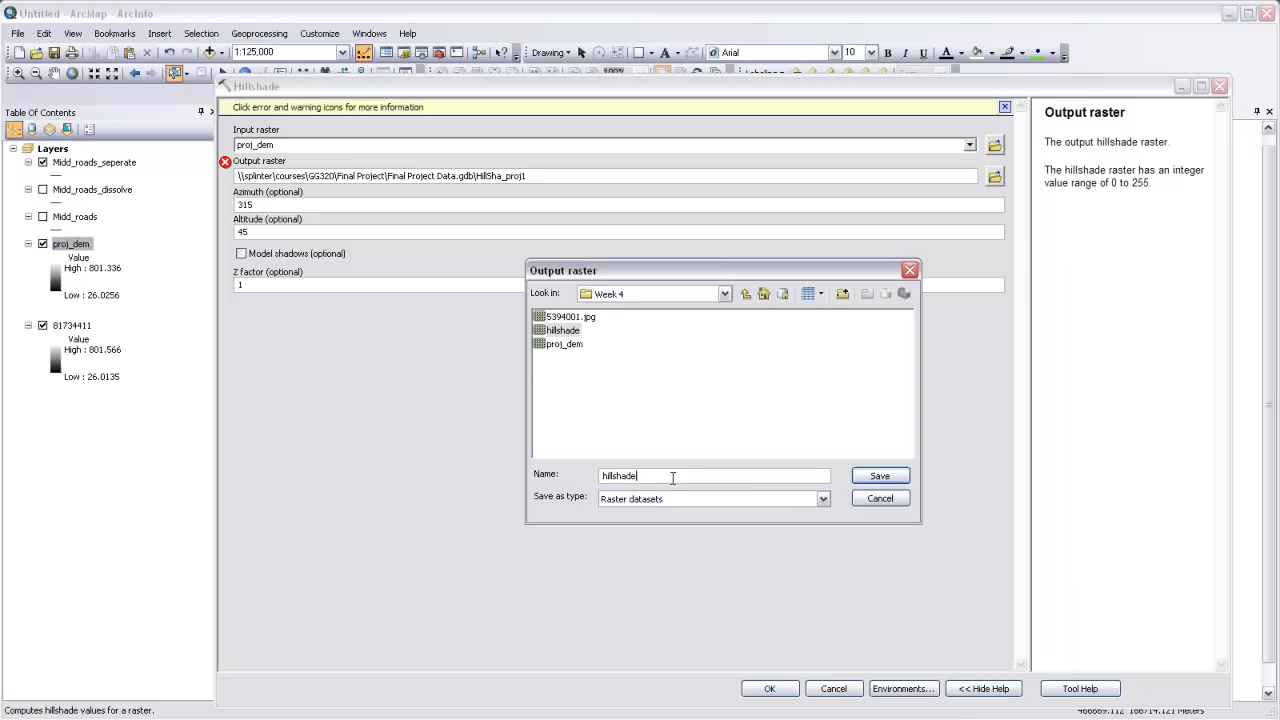 Untitled - ArcMap - ArcInfo
File Edit View Bookmarks Insert Selection Geoprocessing Customize Windows Help
1:125,000 Drawing Arial 10 B I U A
Hillshade
Click error and warning icons for more information
Table Of Contents
Layers
Midd_roads_seperate
Midd_roads_dissolve
Midd_roads
proj_dem
Value
High : 801.336
Low : 26.0256
81734411
Value
High : 801.566
Low : 26.0135
Input raster
proj_dem
Output raster
\\splinter\courses\GG320\Final Project\Final Project Data.gdb\HillSha_proj1
Azimuth (optional)
315
Altitude (optional)
45
Model shadows (optional)
Z factor (optional)
1
Output raster
Look in: Week 4
5394001.jpg
hillshade
proj_dem
Name: hillshade Save
Save as type: Raster datasets Cancel
Output raster
The output hillshade raster.
The hillshade raster has an integer
value range of 0 to 255.
OK Cancel Environments... << Hide Help Tool Help
Computes hillshade values for a raster.